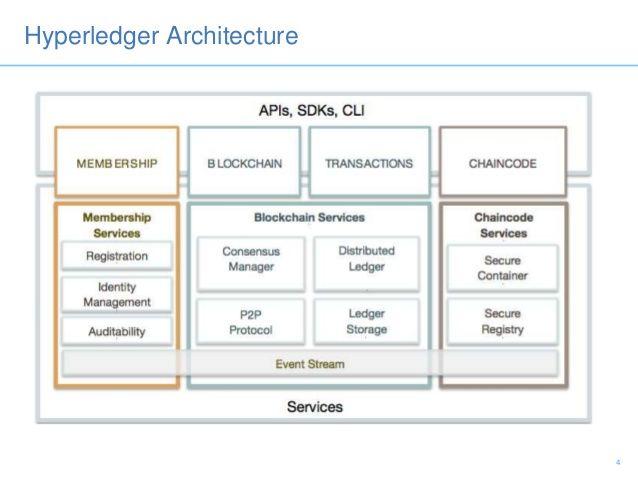 Hyperledger Architecture
APIs, SDKs, CLI
MEMBERSHIP
BLOCKCHAIN
TRANSACTIONS
CHAINCODE
Membership
Services
Registration
Identity
Management
Auditability
Blockchain Services
Consensus
Manager
Distributed
Ledger
P2P
Protocol
Ledger
Storage
Chaincode
Services
Secure
Container
Secure
Registry
Event Stream
Services
4